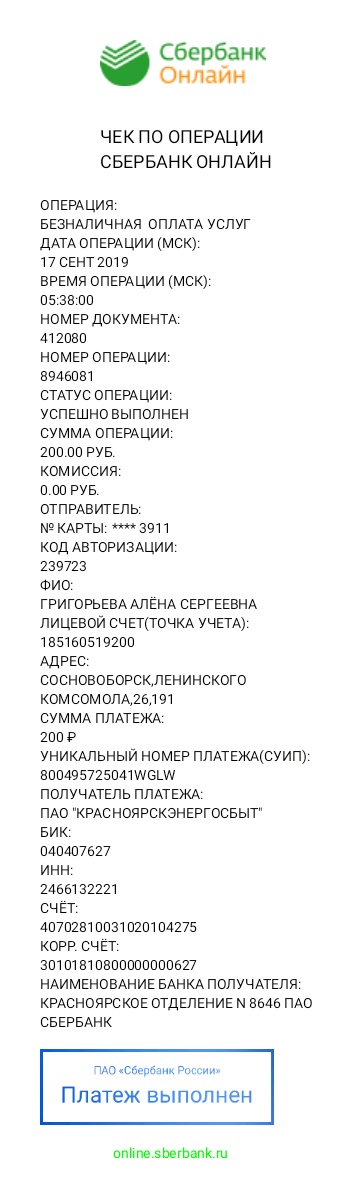 Сбербанк
Онлайн
ЧЕК ПО ОПЕРАЦИИ
СБЕРБАНК ОНЛАЙН
ОПЕРАЦИЯ:
БЕЗНАЛИЧНАЯ  ОПЛАТА УСЛУГ
ДАТА ОПЕРАЦИИ (МСК):
17 СЕНТ 2019
ВРЕМЯ ОПЕРАЦИИ (МСК):
05:38:00
НОМЕР ДОКУМЕНТА:
412080
НОМЕР ОПЕРАЦИИ:
8946081
СТАТУС ОПЕРАЦИИ:
УСПЕШНО ВЫПОЛНЕН
СУММА ОПЕРАЦИИ:
200.00 РУБ.
КОМИССИЯ:
0.00 РУБ.
ОТПРАВИТЕЛЬ:
№ КАРТЫ: **** 3911
КОД АВТОРИЗАЦИИ:
239723
ФИО:
ГРИГОРЬЕВА АЛЁНА СЕРГЕЕВНА
ЛИЦЕВОЙ СЧЕТ(ТОЧКА УЧЕТА):
185160519200
АДРЕС:
СОСНОВОБОРСК,ЛЕНИНСКОГО
КОМСОМОЛА,26,191
СУММА ПЛАТЕЖА:
200 ₽
УНИКАЛЬНЫЙ НОМЕР ПЛАТЕЖА(СУИП):
800495725041WGLW
ПОЛУЧАТЕЛЬ ПЛАТЕЖА:
ПАО "КРАСНОЯРСКЭНЕРГОСБЫТ"
БИК:
040407627
ИНН:
2466132221
СЧЁТ:
40702810031020104275
КОРР. СЧЁТ:
30101810800000000627
НАИМЕНОВАНИЕ БАНКА ПОЛУЧАТЕЛЯ:
КРАСНОЯРСКОЕ ОТДЕЛЕНИЕ N 8646 ПАО
СБЕРБАНК
ПАО «Сбербанк России»
Платеж выполнен
online.sberbank.ru